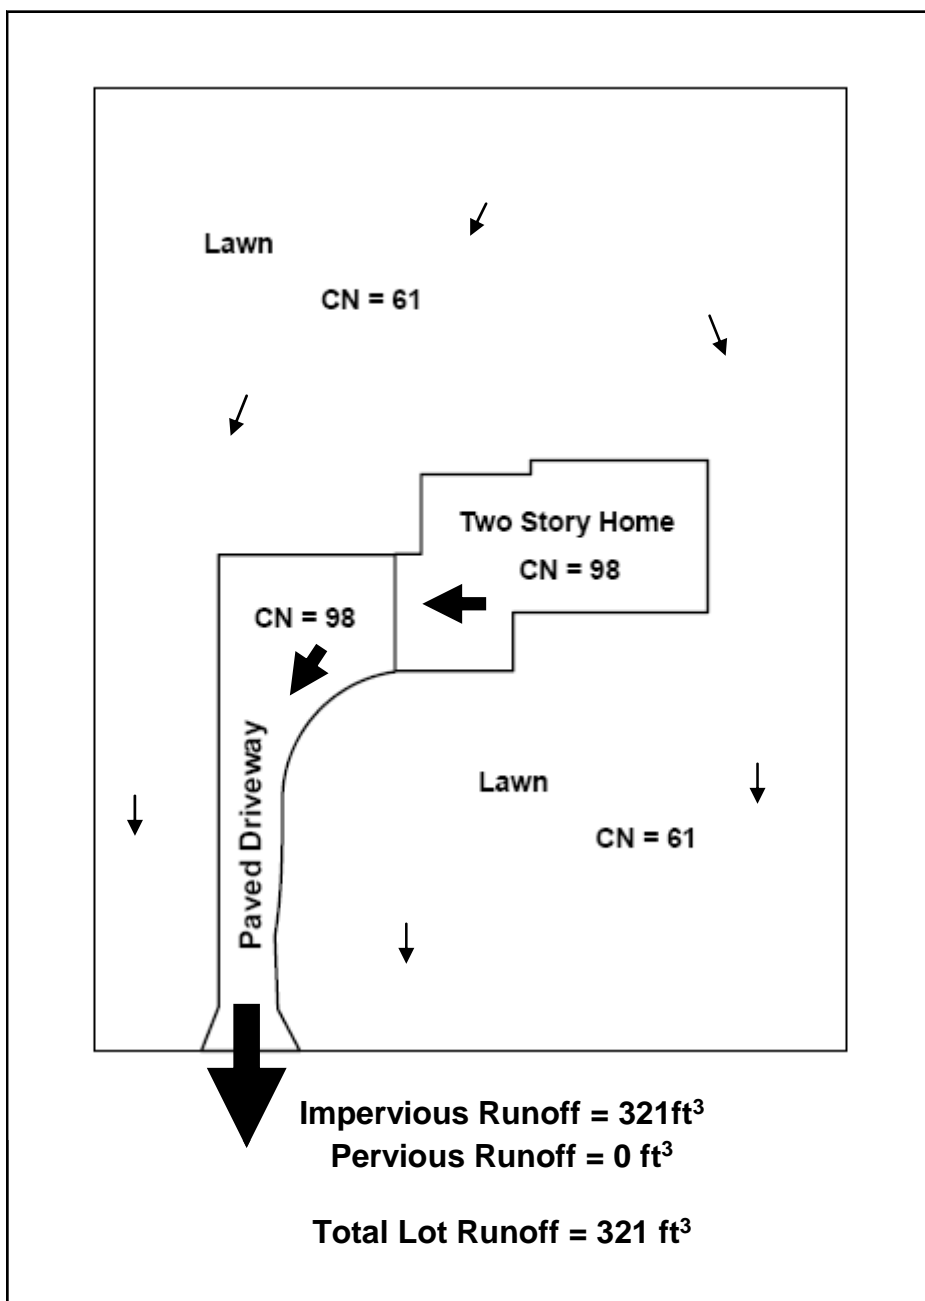 Lawn
CN = 61
Two Story Home
CN = 98
CN = 98
Paved Driveway
Lawn
CN = 61
Impervious Runoff = 321ft³
Pervious Runoff = 0 ft³
Total Lot Runoff = 321 ft³